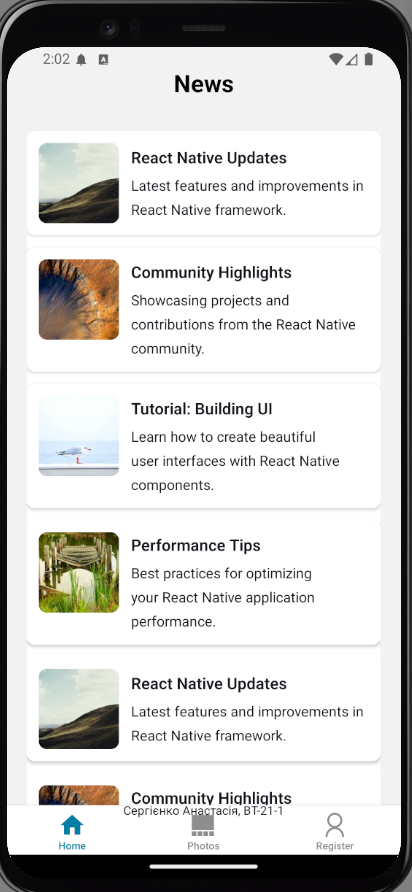 2:02
News
React Native Updates
Latest features and improvements in
React Native framework.
Community Highlights
Showcasing projects and
contributions from the React Native
community.
Tutorial: Building UI
Learn how to create beautiful
user interfaces with React Native
components.
Performance Tips
Best practices for optimizing
your React Native application
performance.
React Native Updates
Latest features and improvements in
React Native framework.
Community Highlights
Сергієнко Анастасія, ВТ-21-1
Home Photos Register